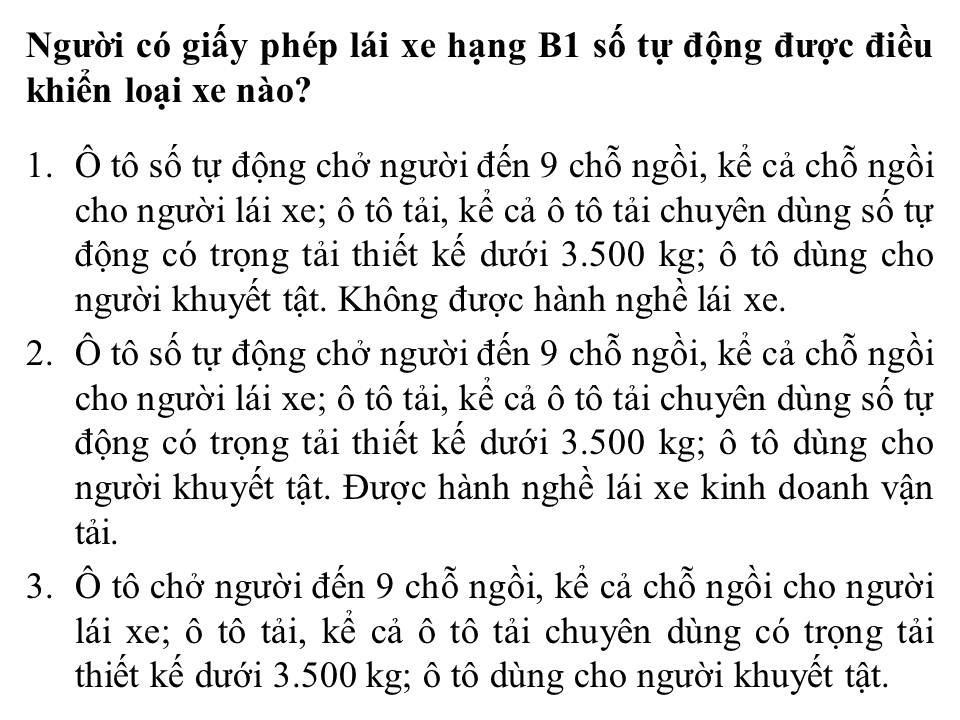 Người có giấy phép lái xe hạng B1 số tự động được điều
khiển loại xe nào?
1. Ô tô số tự động chở người đến 9 chỗ ngồi, kể cả chỗ ngồi
cho người lái xe; ô tô tải, kể cả ô tô tải chuyên dùng số tự
động có trọng tải thiết kế dưới 3.500 kg; ô tô dùng cho
người khuyết tật. Không được hành nghề lái xe.
2. Ô tô số tự động chở người đến 9 chỗ ngồi, kể cả chỗ ngồi
cho người lái xe; ô tô tải, kể cả ô tô tải chuyên dùng số tự
động có trọng tải thiết kế dưới 3.500 kg; ô tô dùng cho
người khuyết tật. Được hành nghề lái xe kinh doanh vận
tải.
3. Ô tô chở người đến 9 chỗ ngồi, kể cả chỗ ngồi cho người
lái xe; ô tô tải, kể cả ô tô tải chuyên dùng có trọng tải
thiết kế dưới 3.500 kg; ô tô dùng cho người khuyết tật.